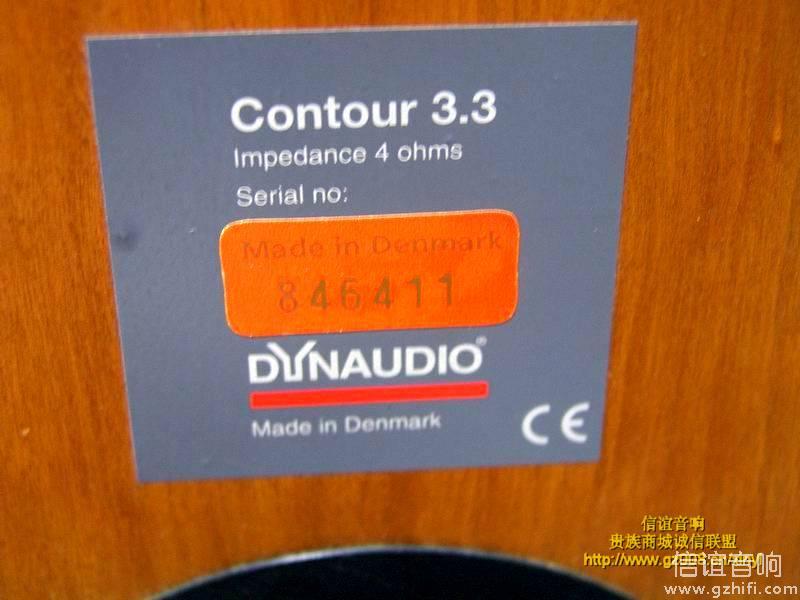 Contour 3.3
Impedance 4 ohms
Serial no:
Made in Denmark
846411
DYNAUDIO®
Made in Denmark
CE
信谊音响
贵族商城诚信联盟
信谊音响
www.gzhifi.com